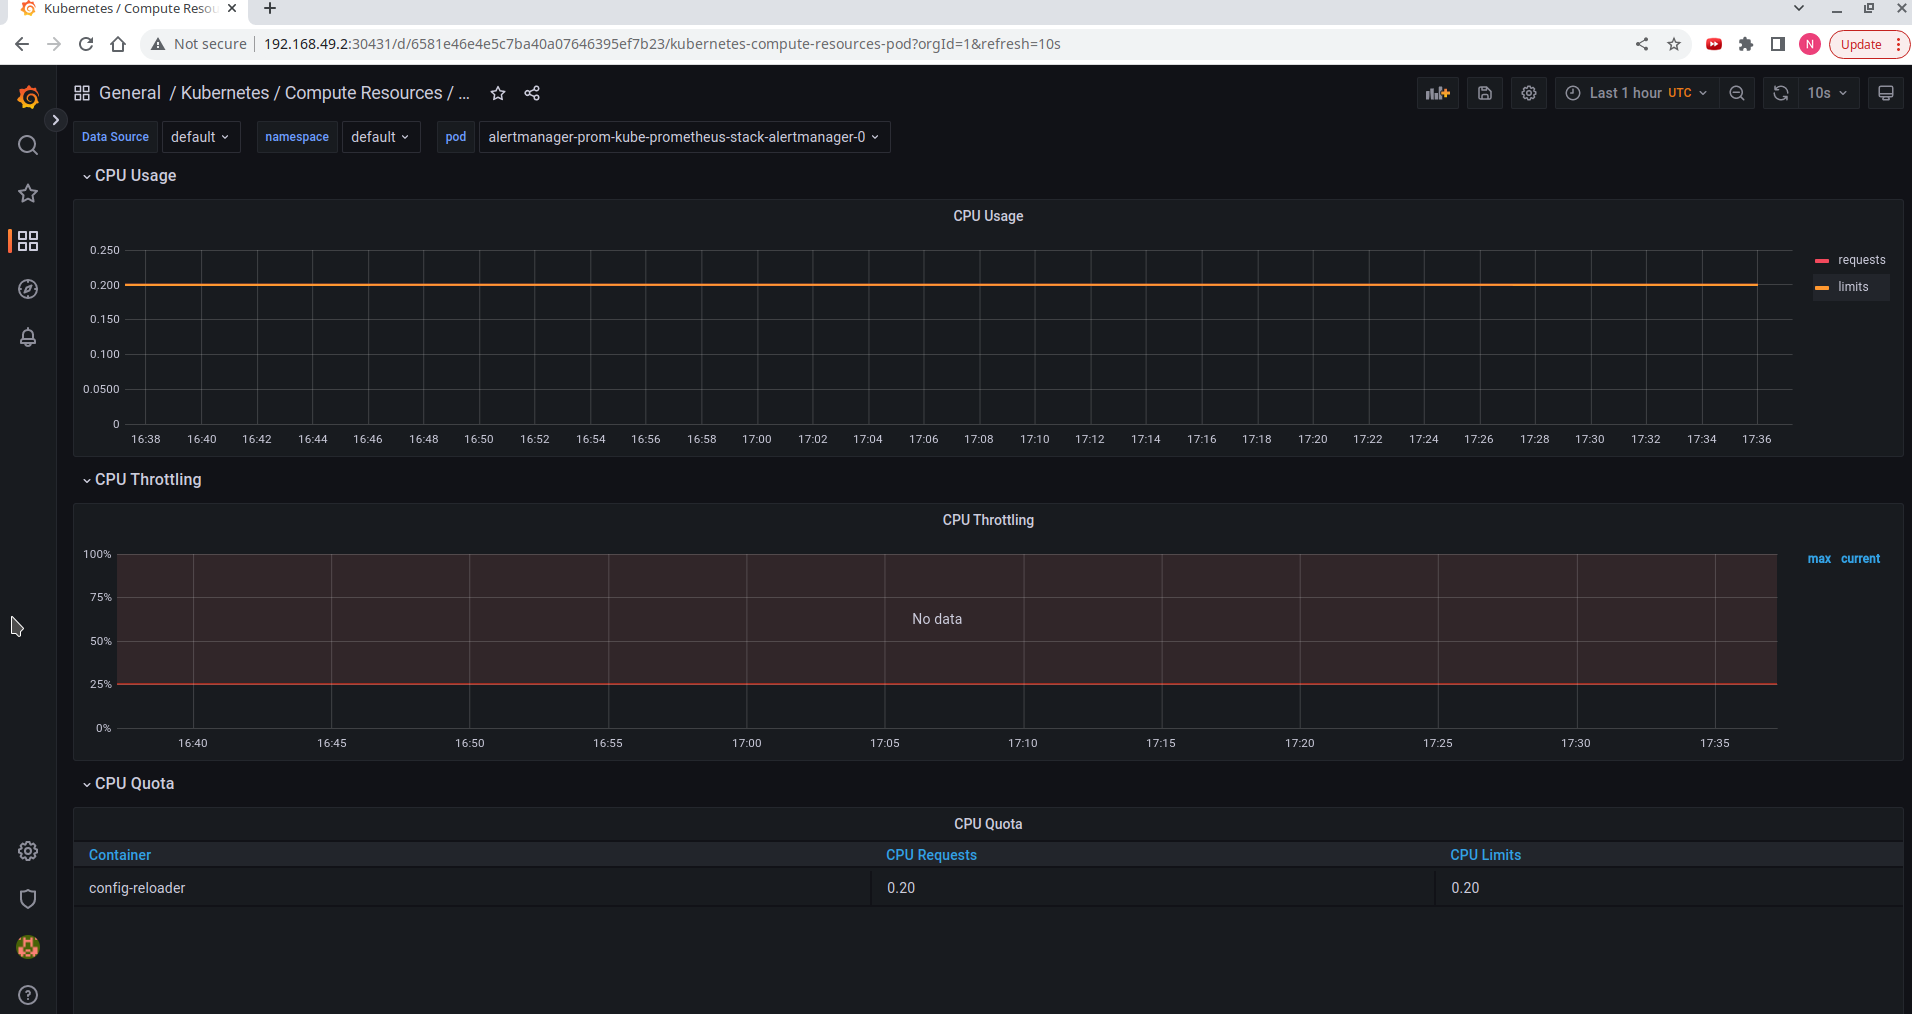 Kubernetes / Compute Resou
Not secure 192.168.49.2:30431/d/6581e46e4e5c7ba40a07646395ef7b23/kubernetes-compute-resources-pod?orgId=1&refresh=10s N Update
General / Kubernetes / Compute Resources / ... Last 1 hour UTC 10s
Data Source default namespace default pod alertmanager-prom-kube-prometheus-stack-alertmanager-0
CPU Usage
CPU Usage
0.250
0.200
0.150
0.100
0.0500
0
16:38 16:40 16:42 16:44 16:46 16:48 16:50 16:52 16:54 16:56 16:58 17:00 17:02 17:04 17:06 17:08 17:10 17:12 17:14 17:16 17:18 17:20 17:22 17:24 17:26 17:28 17:30 17:32 17:34 17:36
requests
limits
CPU Throttling
CPU Throttling
100%
75%
50%
25%
0%
No data
16:40 16:45 16:50 16:55 17:00 17:05 17:10 17:15 17:20 17:25 17:30 17:35
max current
CPU Quota
CPU Quota
Container CPU Requests CPU Limits
config-reloader 0.20 0.20